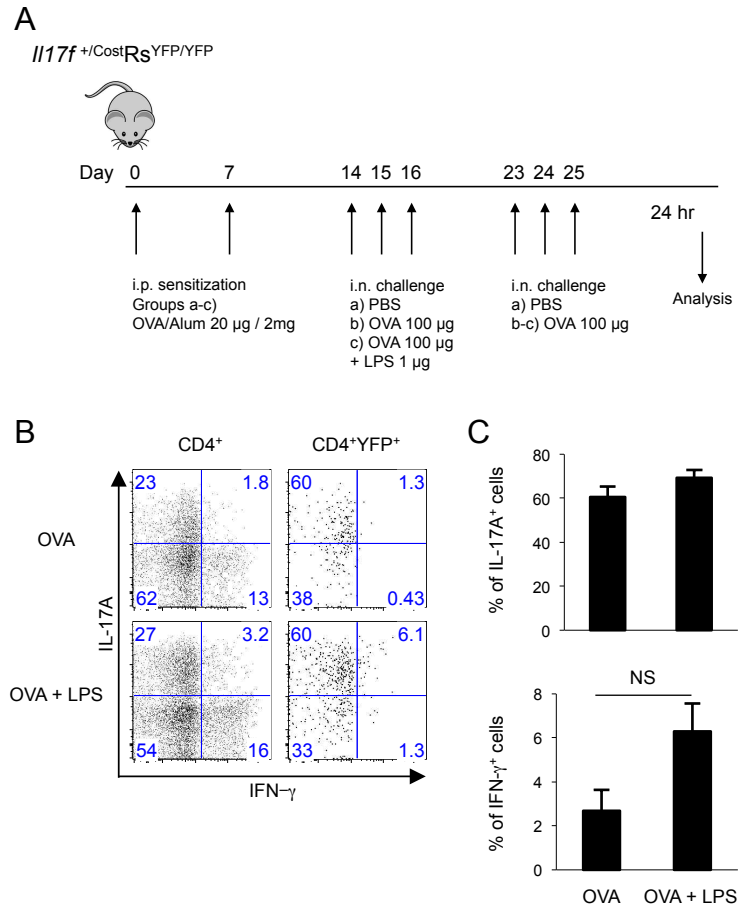 A
Il17f +/CostRsYFP/YFP
Day 0 7 14 15 16 23 24 25
24 hr
i.p. sensitization
Groups a-c)
OVA/Alum 20 µg / 2mg
i.n. challenge
a) PBS
b) OVA 100 µg
c) OVA 100 µg
+ LPS 1 µg
i.n. challenge
a) PBS
b-c) OVA 100 µg
Analysis
B
CD4+ CD4+YFP+
OVA
23 1.8 60 1.3
62 13 38 0.43
OVA + LPS
27 3.2 60 6.1
54 16 33 1.3
IL-17A
IFN-γ
C
% of IL-17A+ cells
80
60
40
20
0
% of IFN-γ+ cells
NS
8
6
4
2
0
OVA OVA + LPS